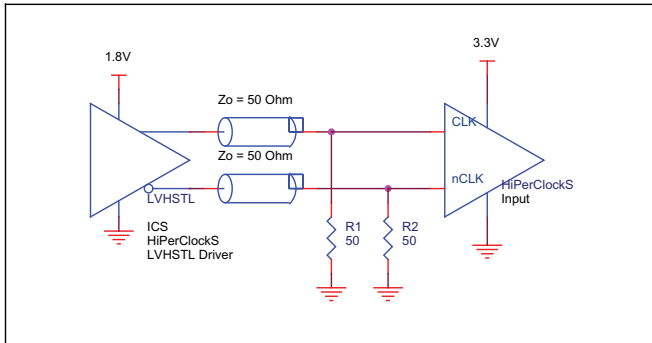 1.8V
3.3V
Zo = 50 Ohm
CLK
Zo = 50 Ohm
nCLK
LVHSTL
HiPerClockS
Input
ICS
HiPerClockS
LVHSTL Driver
R1
50
R2
50